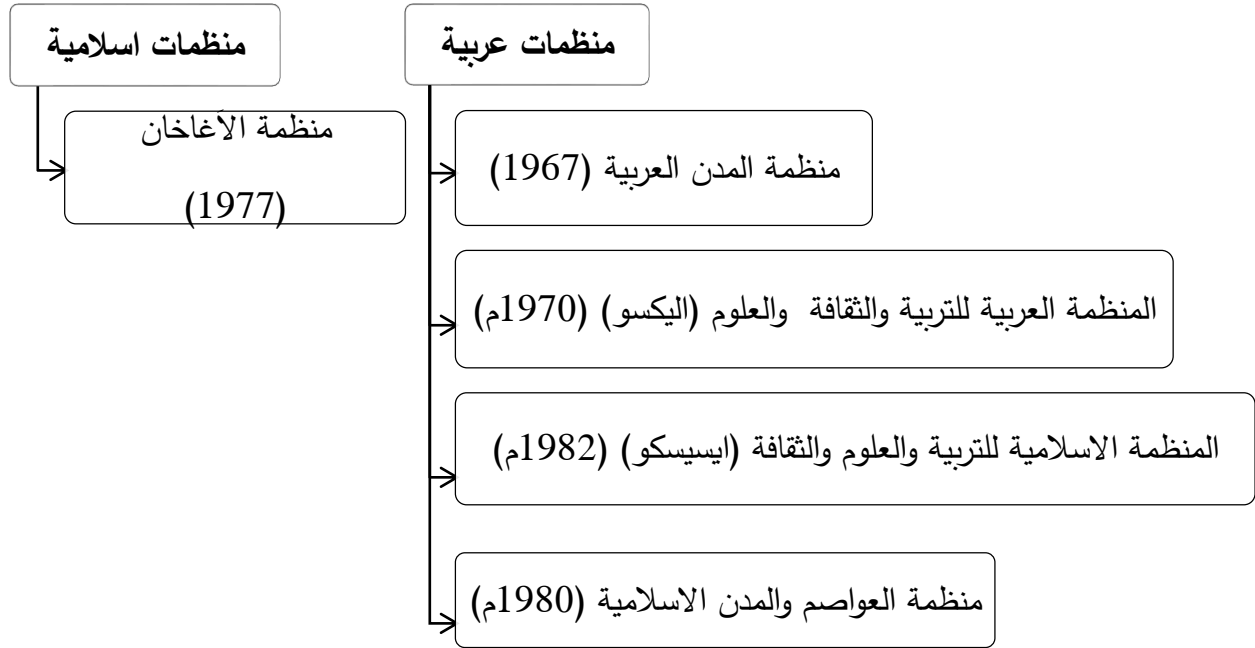 منظمات عربية
منظمة المدن العربية (1967)
المنظمة العربية للتربية والثقافة والعلوم (اليكسو) (1970م)
المنظمة الاسلامية للتربية والعلوم والثقافة (ايسيسكو) (1982م)
منظمة العواصم والمدن الاسلامية (1980م)
منظمات اسلامية
منظمة الآغاخان
(1977)